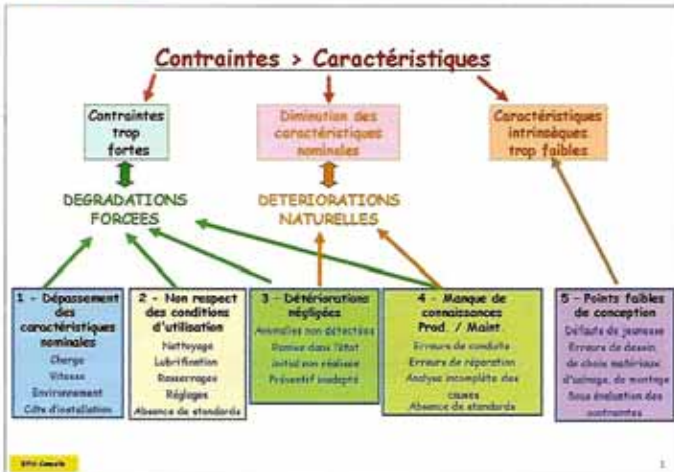 Contraintes > Caractéristiques
Contraintes
trop
fortes
Diminution des
caractéristiques
nominales
Caractéristiques
intrinsèques
trop faibles
DEGRADATIONS
FORCEES
DETERIORATIONS
NATURELLES
1 - Dépassement
des
caractéristiques
nominales
Charge
Vitesse
Environnement
Côte d'installation
2 - Non respect
des conditions
d'utilisation
Nettoyage
Lubrification
Resserrages
Réglages
Absence de standards
3 - Détériorations
négligées
Anomalies non détectées
Remise dans l'état
initial non réalisée
Préventif inadapté
4 - Manque de
connaissances
Prod. / Maint.
Erreurs de conduite
Erreurs de réparation
Analyse incomplète des
causes
Absence de standards
5 - Points faibles
de conception
Défauts de jeunesse
Erreurs de dessin,
de choix matériaux
d'usinage, de montage
Sous évaluation des
contraintes
1